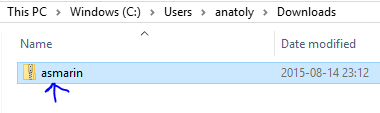 This PC > Windows (C:) > Users > anatoly > Downloads
Name Date modified
asmarin 2015-08-14 23:12